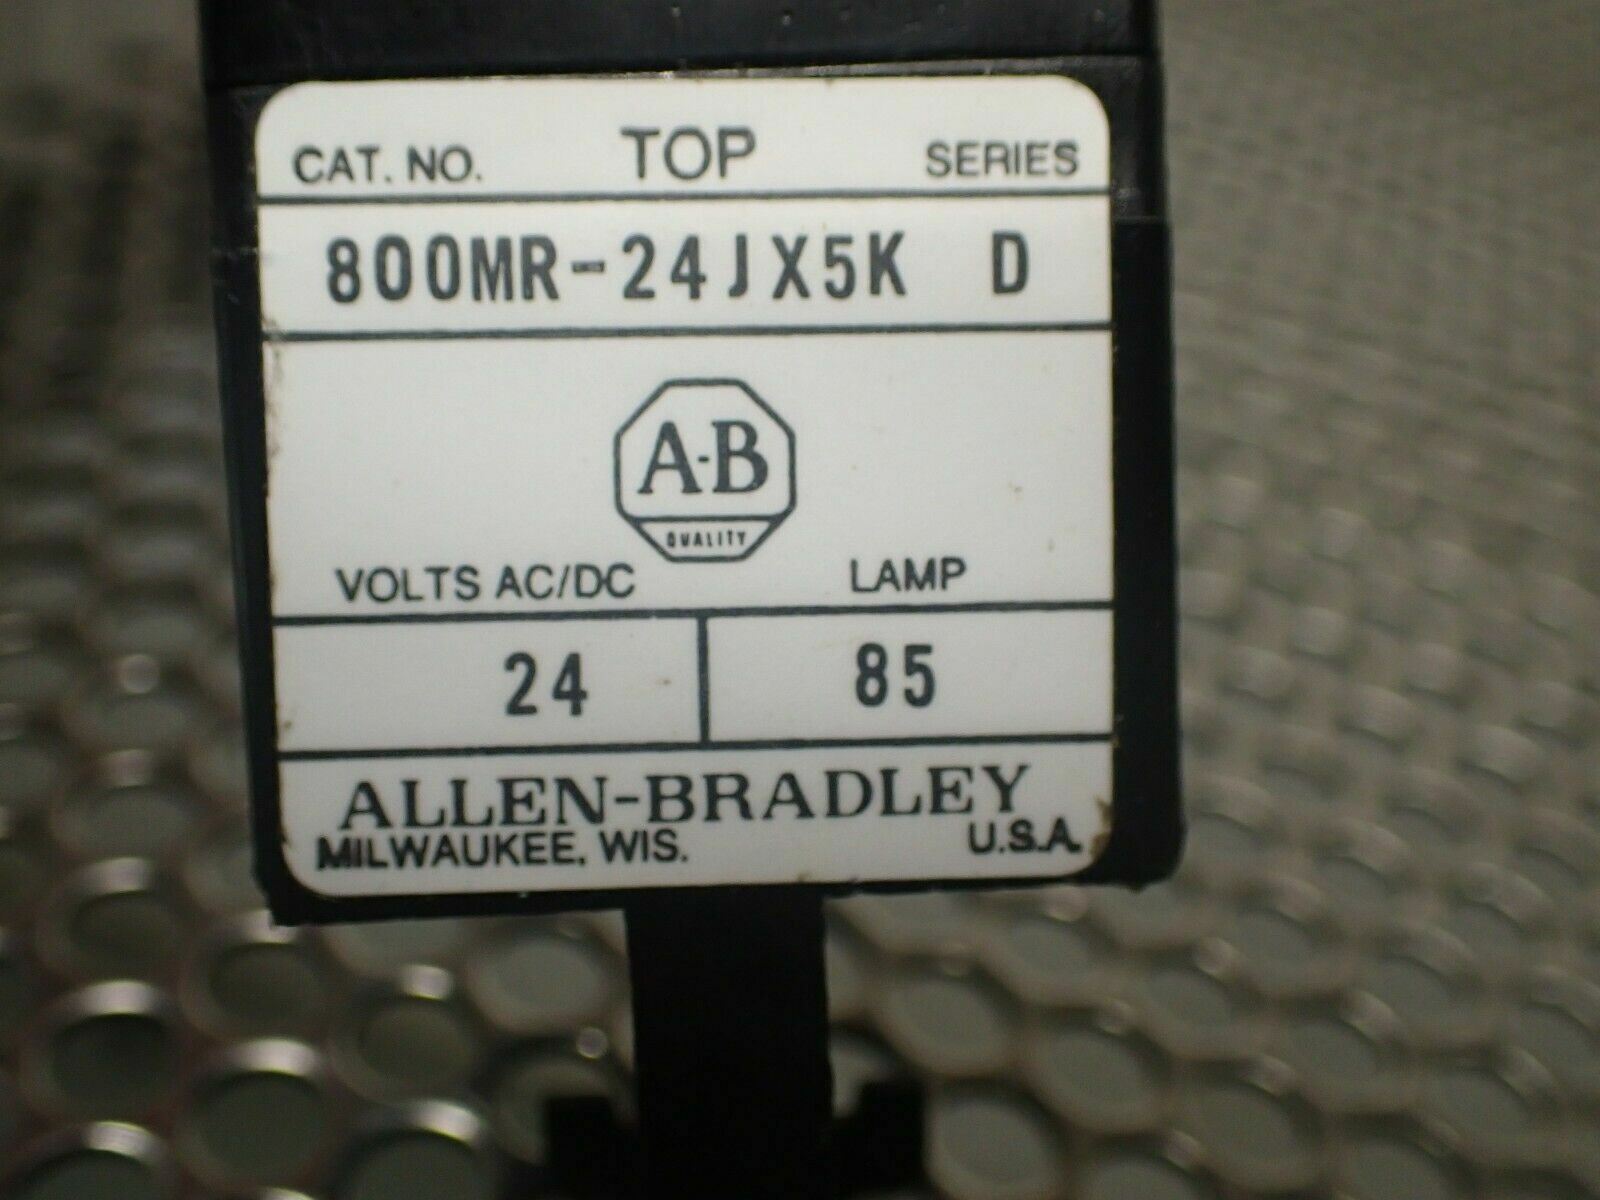 CAT. NO. TOP SERIES
800MR-24JX5K D
A-B
QUALITY
VOLTS AC/DC LAMP
24 85
ALLEN-BRADLEY
MILWAUKEE, WIS. U.S.A.